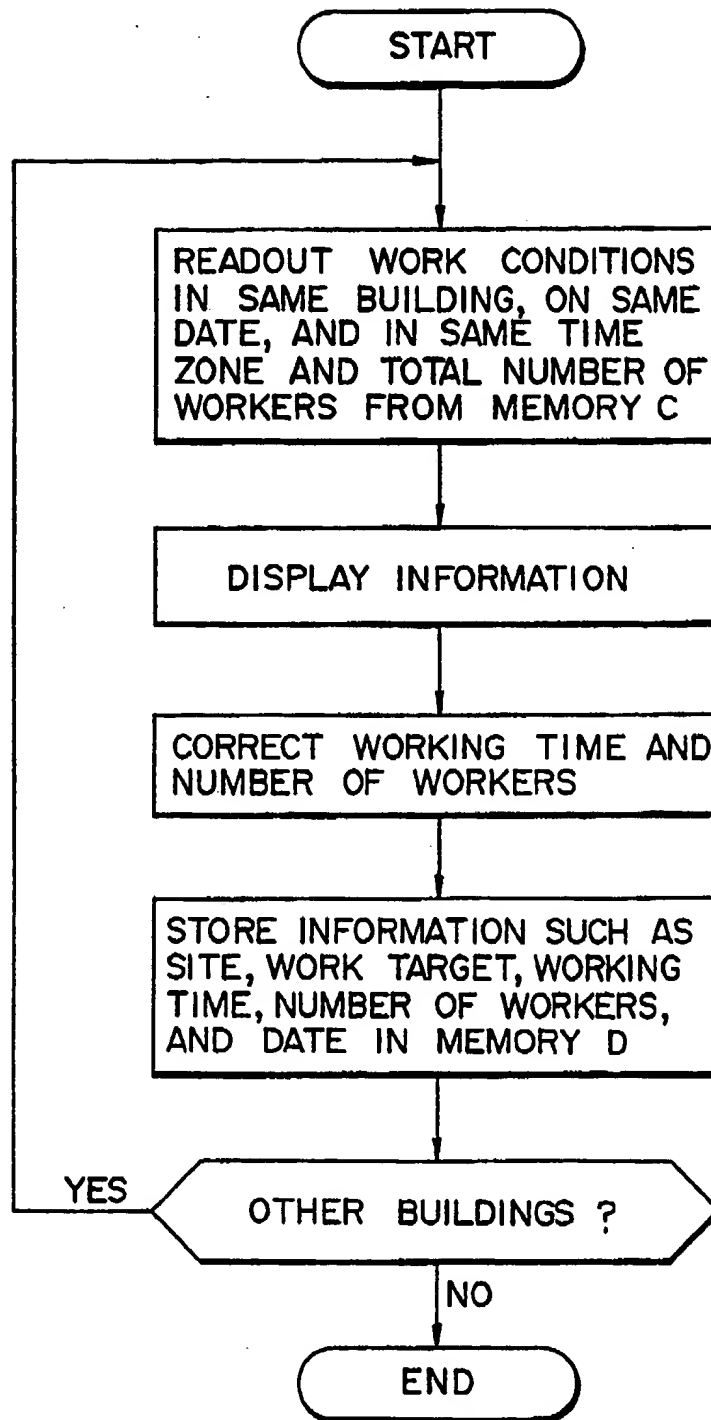 START
READOUT WORK CONDITIONS
IN SAME BUILDING, ON SAME
DATE, AND IN SAME TIME
ZONE AND TOTAL NUMBER OF
WORKERS FROM MEMORY C
DISPLAY INFORMATION
CORRECT WORKING TIME AND
NUMBER OF WORKERS
STORE INFORMATION SUCH AS
SITE, WORK TARGET, WORKING
TIME, NUMBER OF WORKERS,
AND DATE IN MEMORY D
YES
OTHER BUILDINGS ?
NO
END